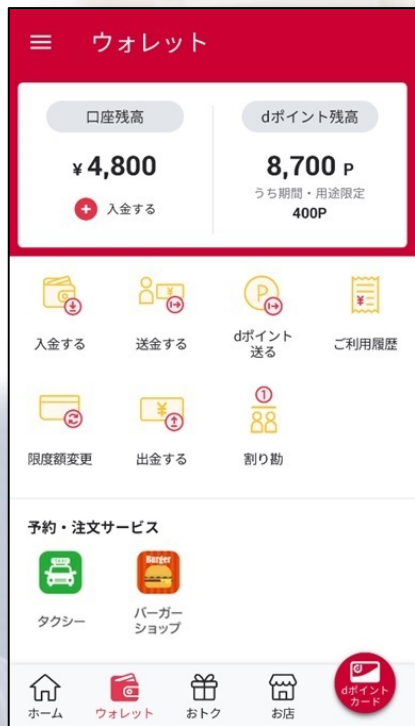 ウォレット
口座残高
dポイント残高
¥ 4,800
8,700 P
うち期間・用途限定
400P
入金する
入金する
送金する
dポイント
送る
ご利用履歴
限度額変更
出金する
割り勘
予約・注文サービス
TAXI
Burger
タクシー
バーガー
ショップ
ホーム
ウォレット
おトク
お店
dポイント
カード